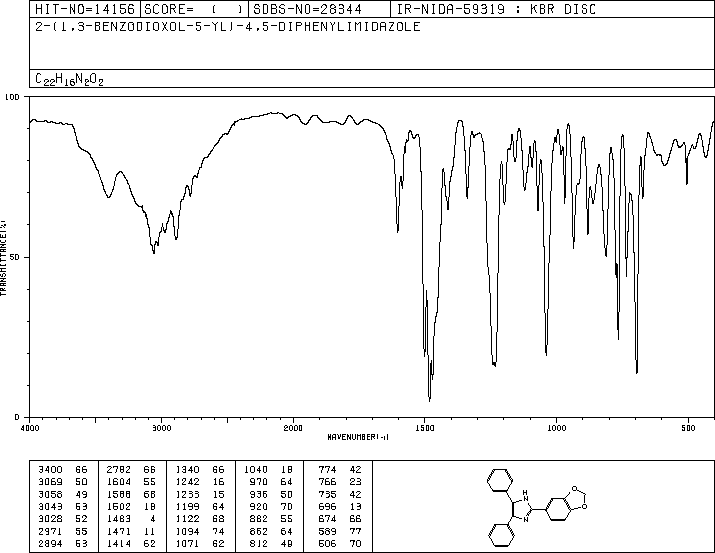 HIT-NO=14156 SCORE= ( ) SDBS-NO=28344 IR-NIDA-59319 : KBR DISC
2-(1,3-BENZODIOXOL-5-YL)-4,5-DIPHENYLIMIDAZOLE
C22H16N2O2
100
50
0
TRANSMITTANCE(%)
4000 3000 2000 1500 1000 500
WAVENUMBER(-1)
3400 66 2782 66 1340 66 1040 18 774 42
3069 50 1604 55 1242 16 970 64 766 23
3058 49 1588 68 1233 15 936 50 735 42
3049 63 1502 18 1199 64 920 70 696 13
3028 52 1483 4 1122 68 882 55 674 66
2971 55 1471 11 1094 74 862 64 589 77
2894 53 1414 62 1071 62 812 49 506 70
H
N
N
O
O